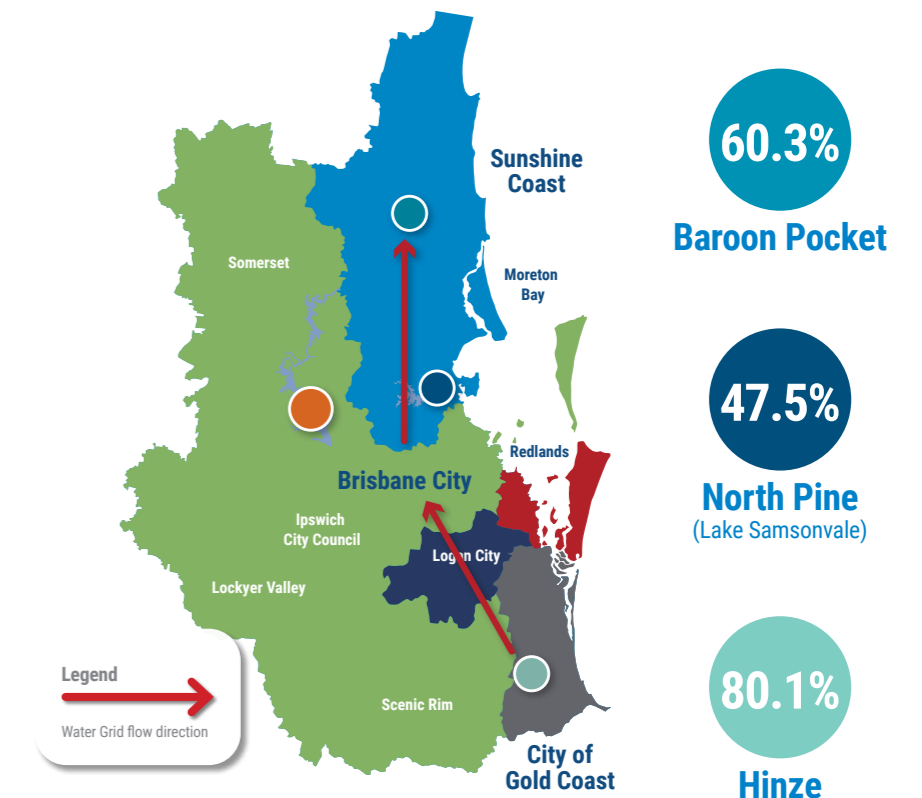 Sunshine
Coast
Somerset
Moreton
Bay
Redlands
Brisbane City
Ipswich
City Council
Logan City
Lockyer Valley
Scenic Rim
City of
Gold Coast
Legend
Water Grid flow direction
60.3%
Baroon Pocket
47.5%
North Pine
(Lake Samsonvale)
80.1%
Hinze